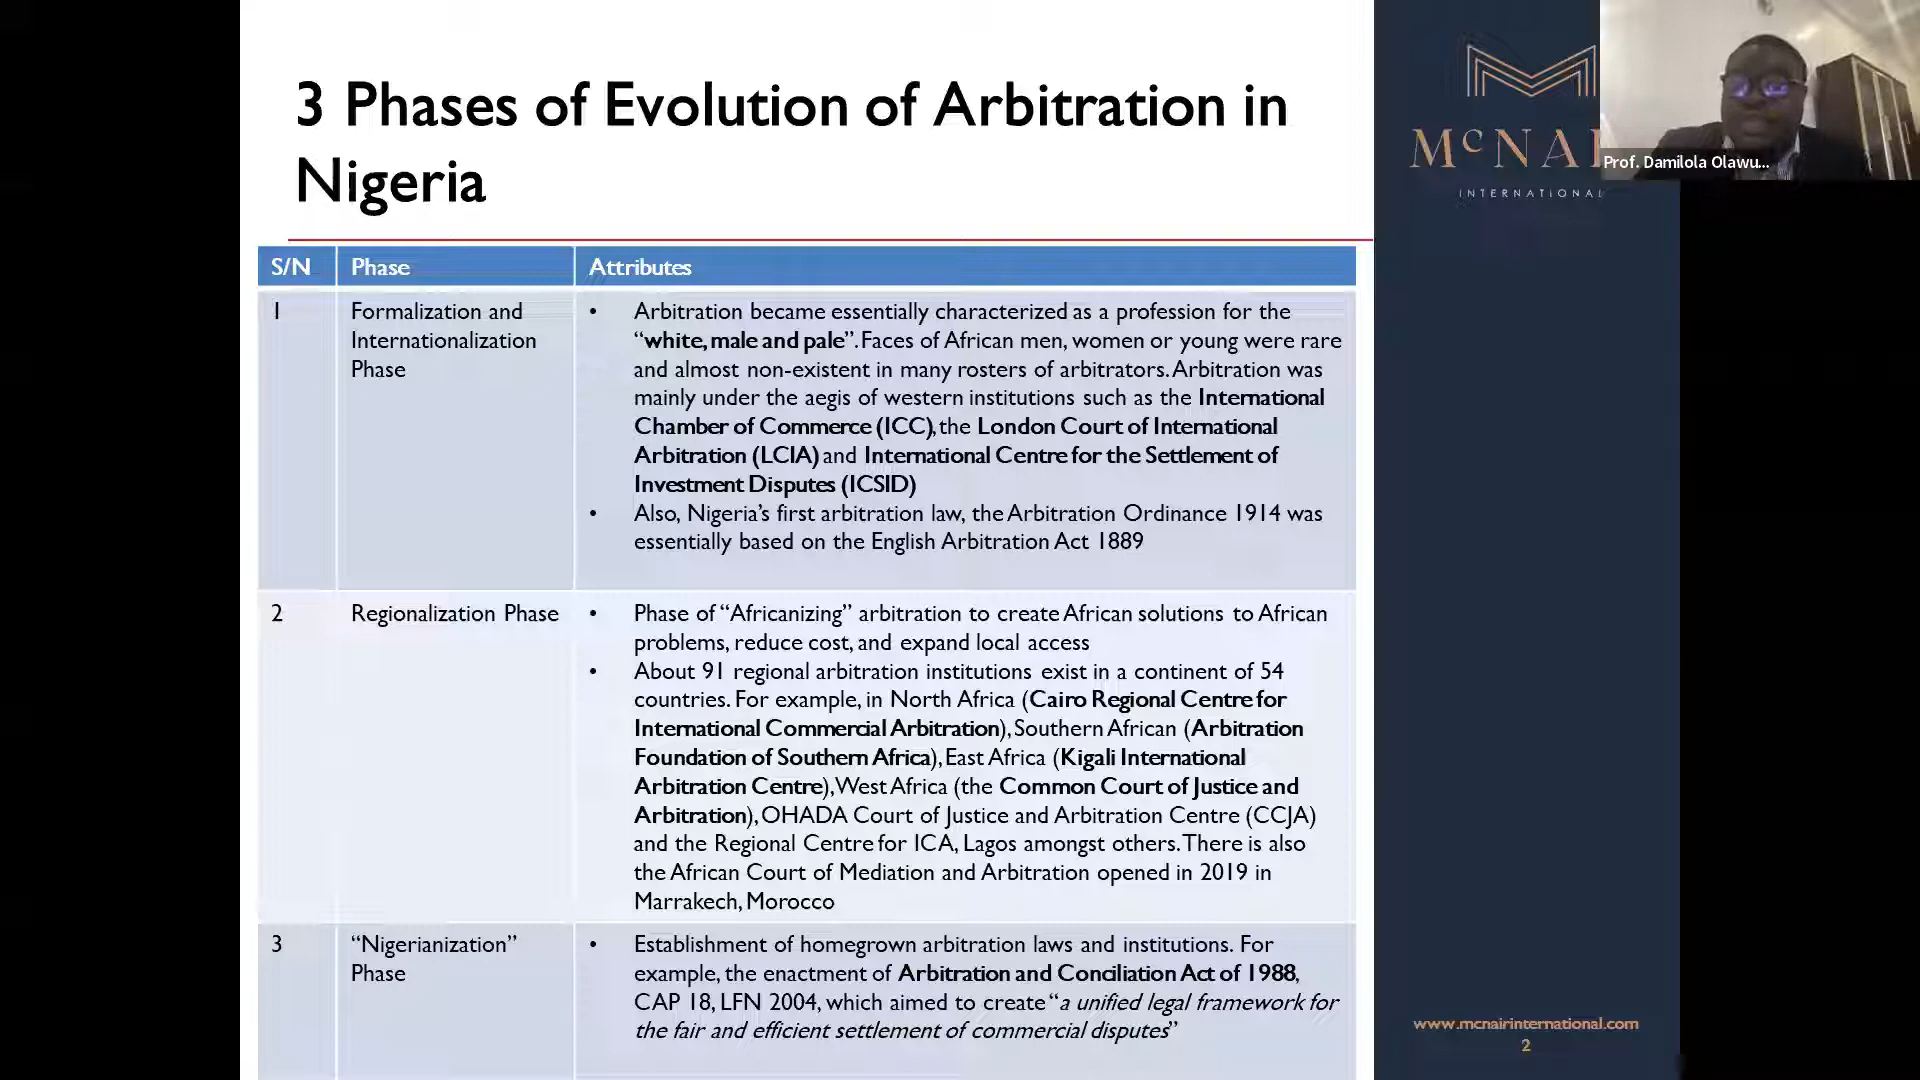 3 Phases of Evolution of Arbitration in
Nigeria
S/N Phase Attributes
1 Formalization and
Internationalization
Phase
• Arbitration became essentially characterized as a profession for the
“white, male and pale”. Faces of African men, women or young were rare
and almost non-existent in many rosters of arbitrators. Arbitration was
mainly under the aegis of western institutions such as the International
Chamber of Commerce (ICC), the London Court of International
Arbitration (LCIA) and International Centre for the Settlement of
Investment Disputes (ICSID)
• Also, Nigeria’s first arbitration law, the Arbitration Ordinance 1914 was
essentially based on the English Arbitration Act 1889
2 Regionalization Phase
• Phase of “Africanizing” arbitration to create African solutions to African
problems, reduce cost, and expand local access
• About 91 regional arbitration institutions exist in a continent of 54
countries. For example, in North Africa (Cairo Regional Centre for
International Commercial Arbitration), Southern African (Arbitration
Foundation of Southern Africa), East Africa (Kigali International
Arbitration Centre), West Africa (the Common Court of Justice and
Arbitration), OHADA Court of Justice and Arbitration Centre (CCJA)
and the Regional Centre for ICA, Lagos amongst others. There is also
the African Court of Mediation and Arbitration opened in 2019 in
Marrakech, Morocco
3 “Nigerianization”
Phase
• Establishment of homegrown arbitration laws and institutions. For
example, the enactment of Arbitration and Conciliation Act of 1988,
CAP 18, LFN 2004, which aimed to create “a unified legal framework for
the fair and efficient settlement of commercial disputes”
McNAI
INTERNATIONAL
Prof. Damilola Olawu...
www.mcnairinternational.com
2